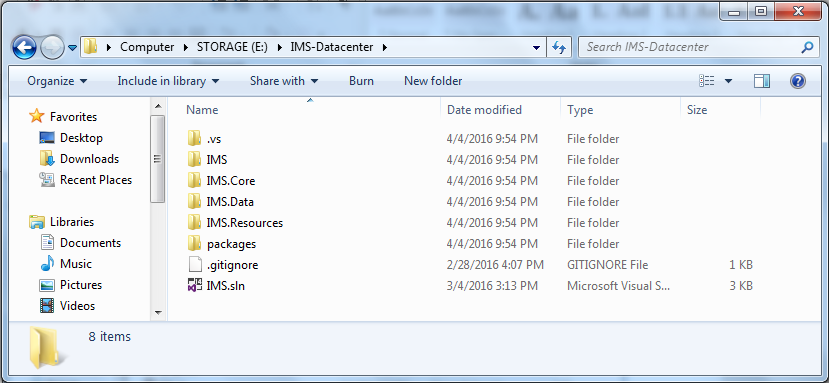 Computer ▸ STORAGE (E:) ▸ IMS-Datacenter ▸ Search IMS-Datacenter
Organize Include in library Share with Burn New folder
Favorites
Desktop
Downloads
Recent Places
Libraries
Documents
Music
Pictures
Videos
Name Date modified Type Size
.vs 4/4/2016 9:54 PM File folder
IMS 4/4/2016 9:54 PM File folder
IMS.Core 4/4/2016 9:54 PM File folder
IMS.Data 4/4/2016 9:54 PM File folder
IMS.Resources 4/4/2016 9:54 PM File folder
packages 4/4/2016 9:54 PM File folder
.gitignore 2/28/2016 4:07 PM GITIGNORE File 1 KB
IMS.sln 3/4/2016 3:13 PM Microsoft Visual S... 3 KB
8 items